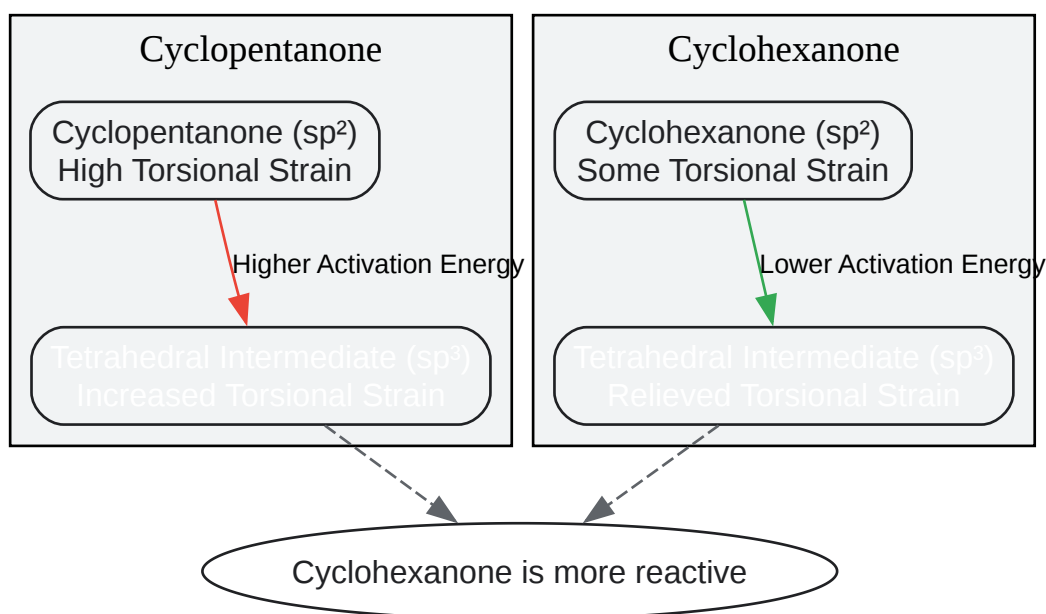 Cyclopentanone
Cyclopentanone (sp²)
High Torsional Strain
Higher Activation Energy
Tetrahedral Intermediate (sp³)
Increased Torsional Strain
Cyclohexanone
Cyclohexanone (sp²)
Some Torsional Strain
Lower Activation Energy
Tetrahedral Intermediate (sp³)
Relieved Torsional Strain
Cyclohexanone is more reactive